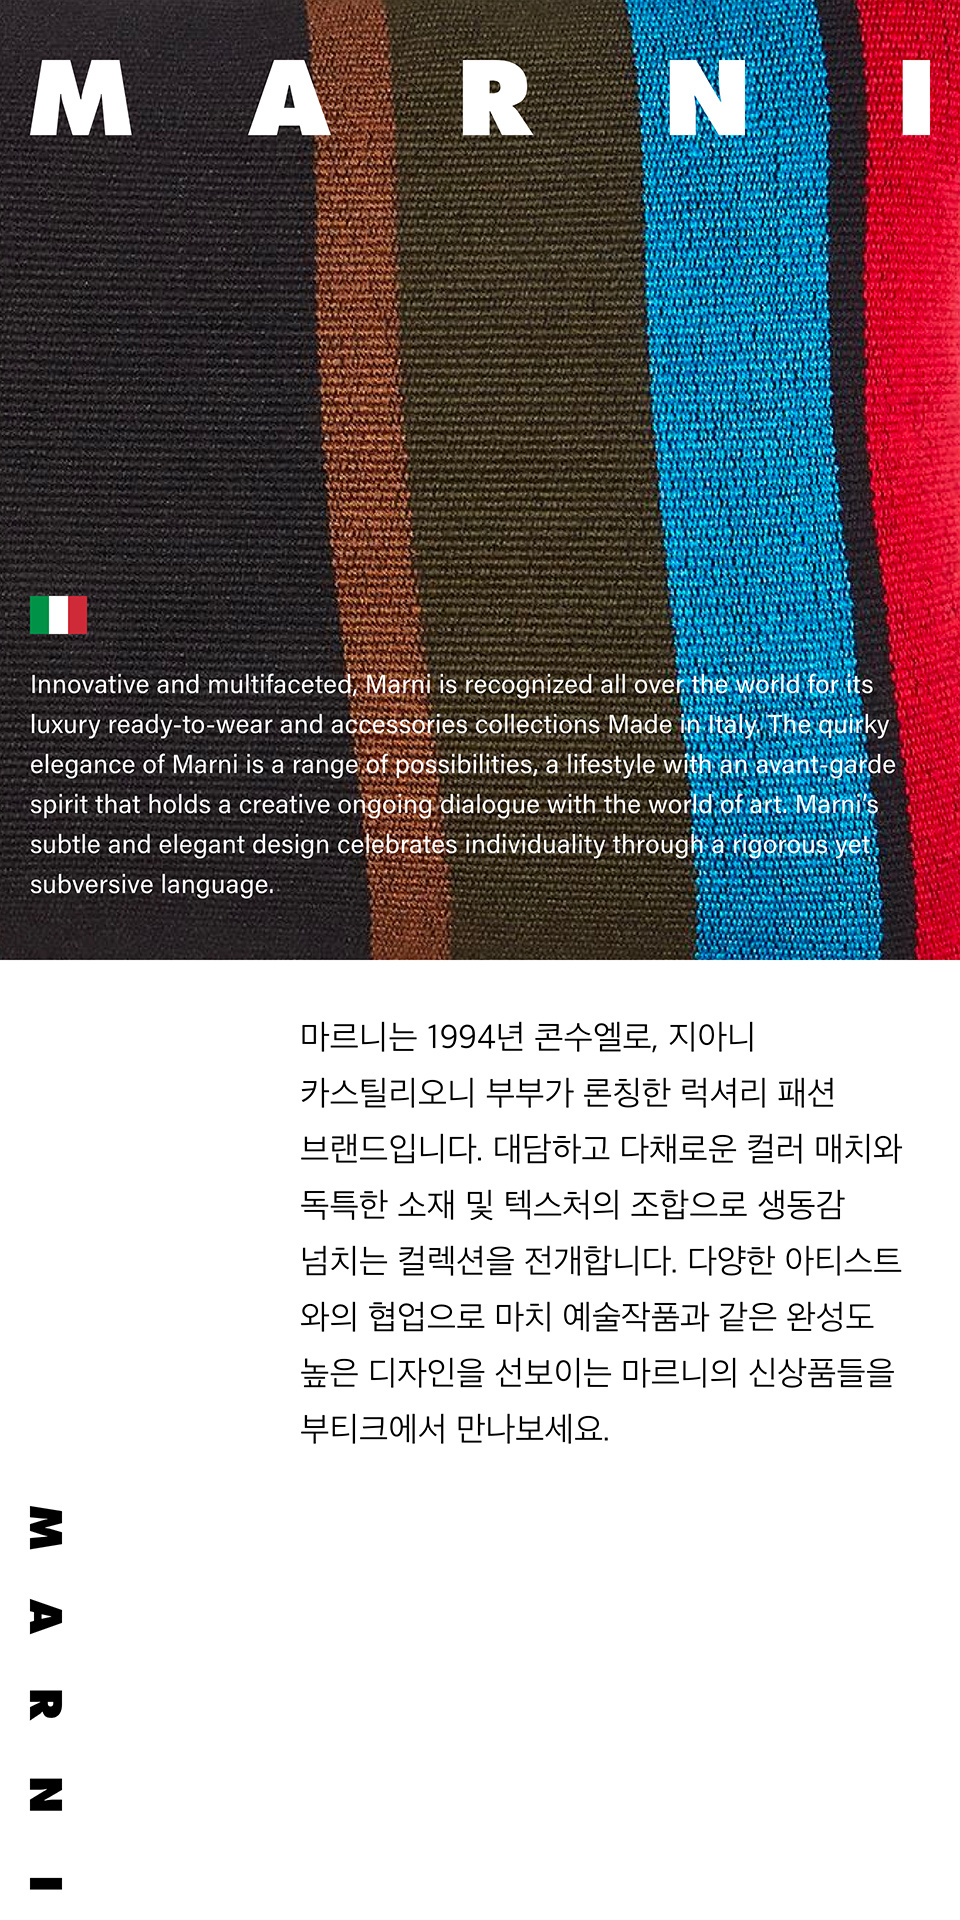 MARNI
Innovative and multifaceted, Marni is recognized all over the world for its
luxury ready-to-wear and accessories collections Made in Italy. The quirky
elegance of Marni is a range of possibilities, a lifestyle with an avant-garde
spirit that holds a creative ongoing dialogue with the world of art. Marni's
subtle and elegant design celebrates individuality through a rigorous yet
subversive language.
마르니는 1994년 콘수엘로, 지아니
카스틸리오니 부부가 론칭한 럭셔리 패션
브랜드입니다. 대담하고 다채로운 컬러 매치와
독특한 소재 및 텍스처의 조합으로 생동감
넘치는 컬렉션을 전개합니다. 다양한 아티스트
와의 협업으로 마치 예술작품과 같은 완성도
높은 디자인을 선보이는 마르니의 신상품들을
부티크에서 만나보세요.
MARNI